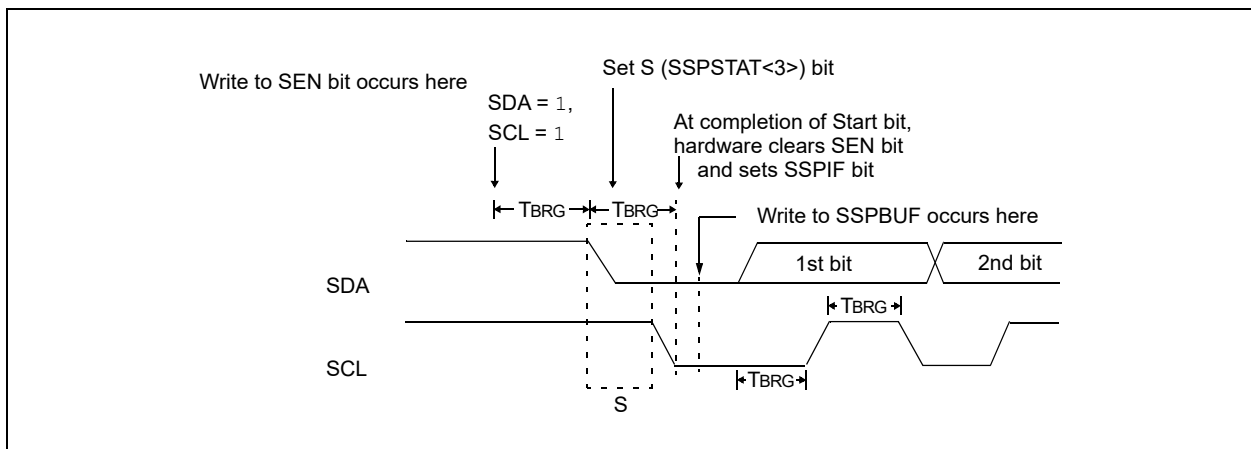 Write to SEN bit occurs here
Set S (SSPSTAT<3>) bit
SDA = 1,
SCL = 1
At completion of Start bit,
hardware clears SEN bit
and sets SSPIF bit
TBRG
TBRG
Write to SSPBUF occurs here
SDA
1st bit
2nd bit
TBRG
SCL
TBRG
S